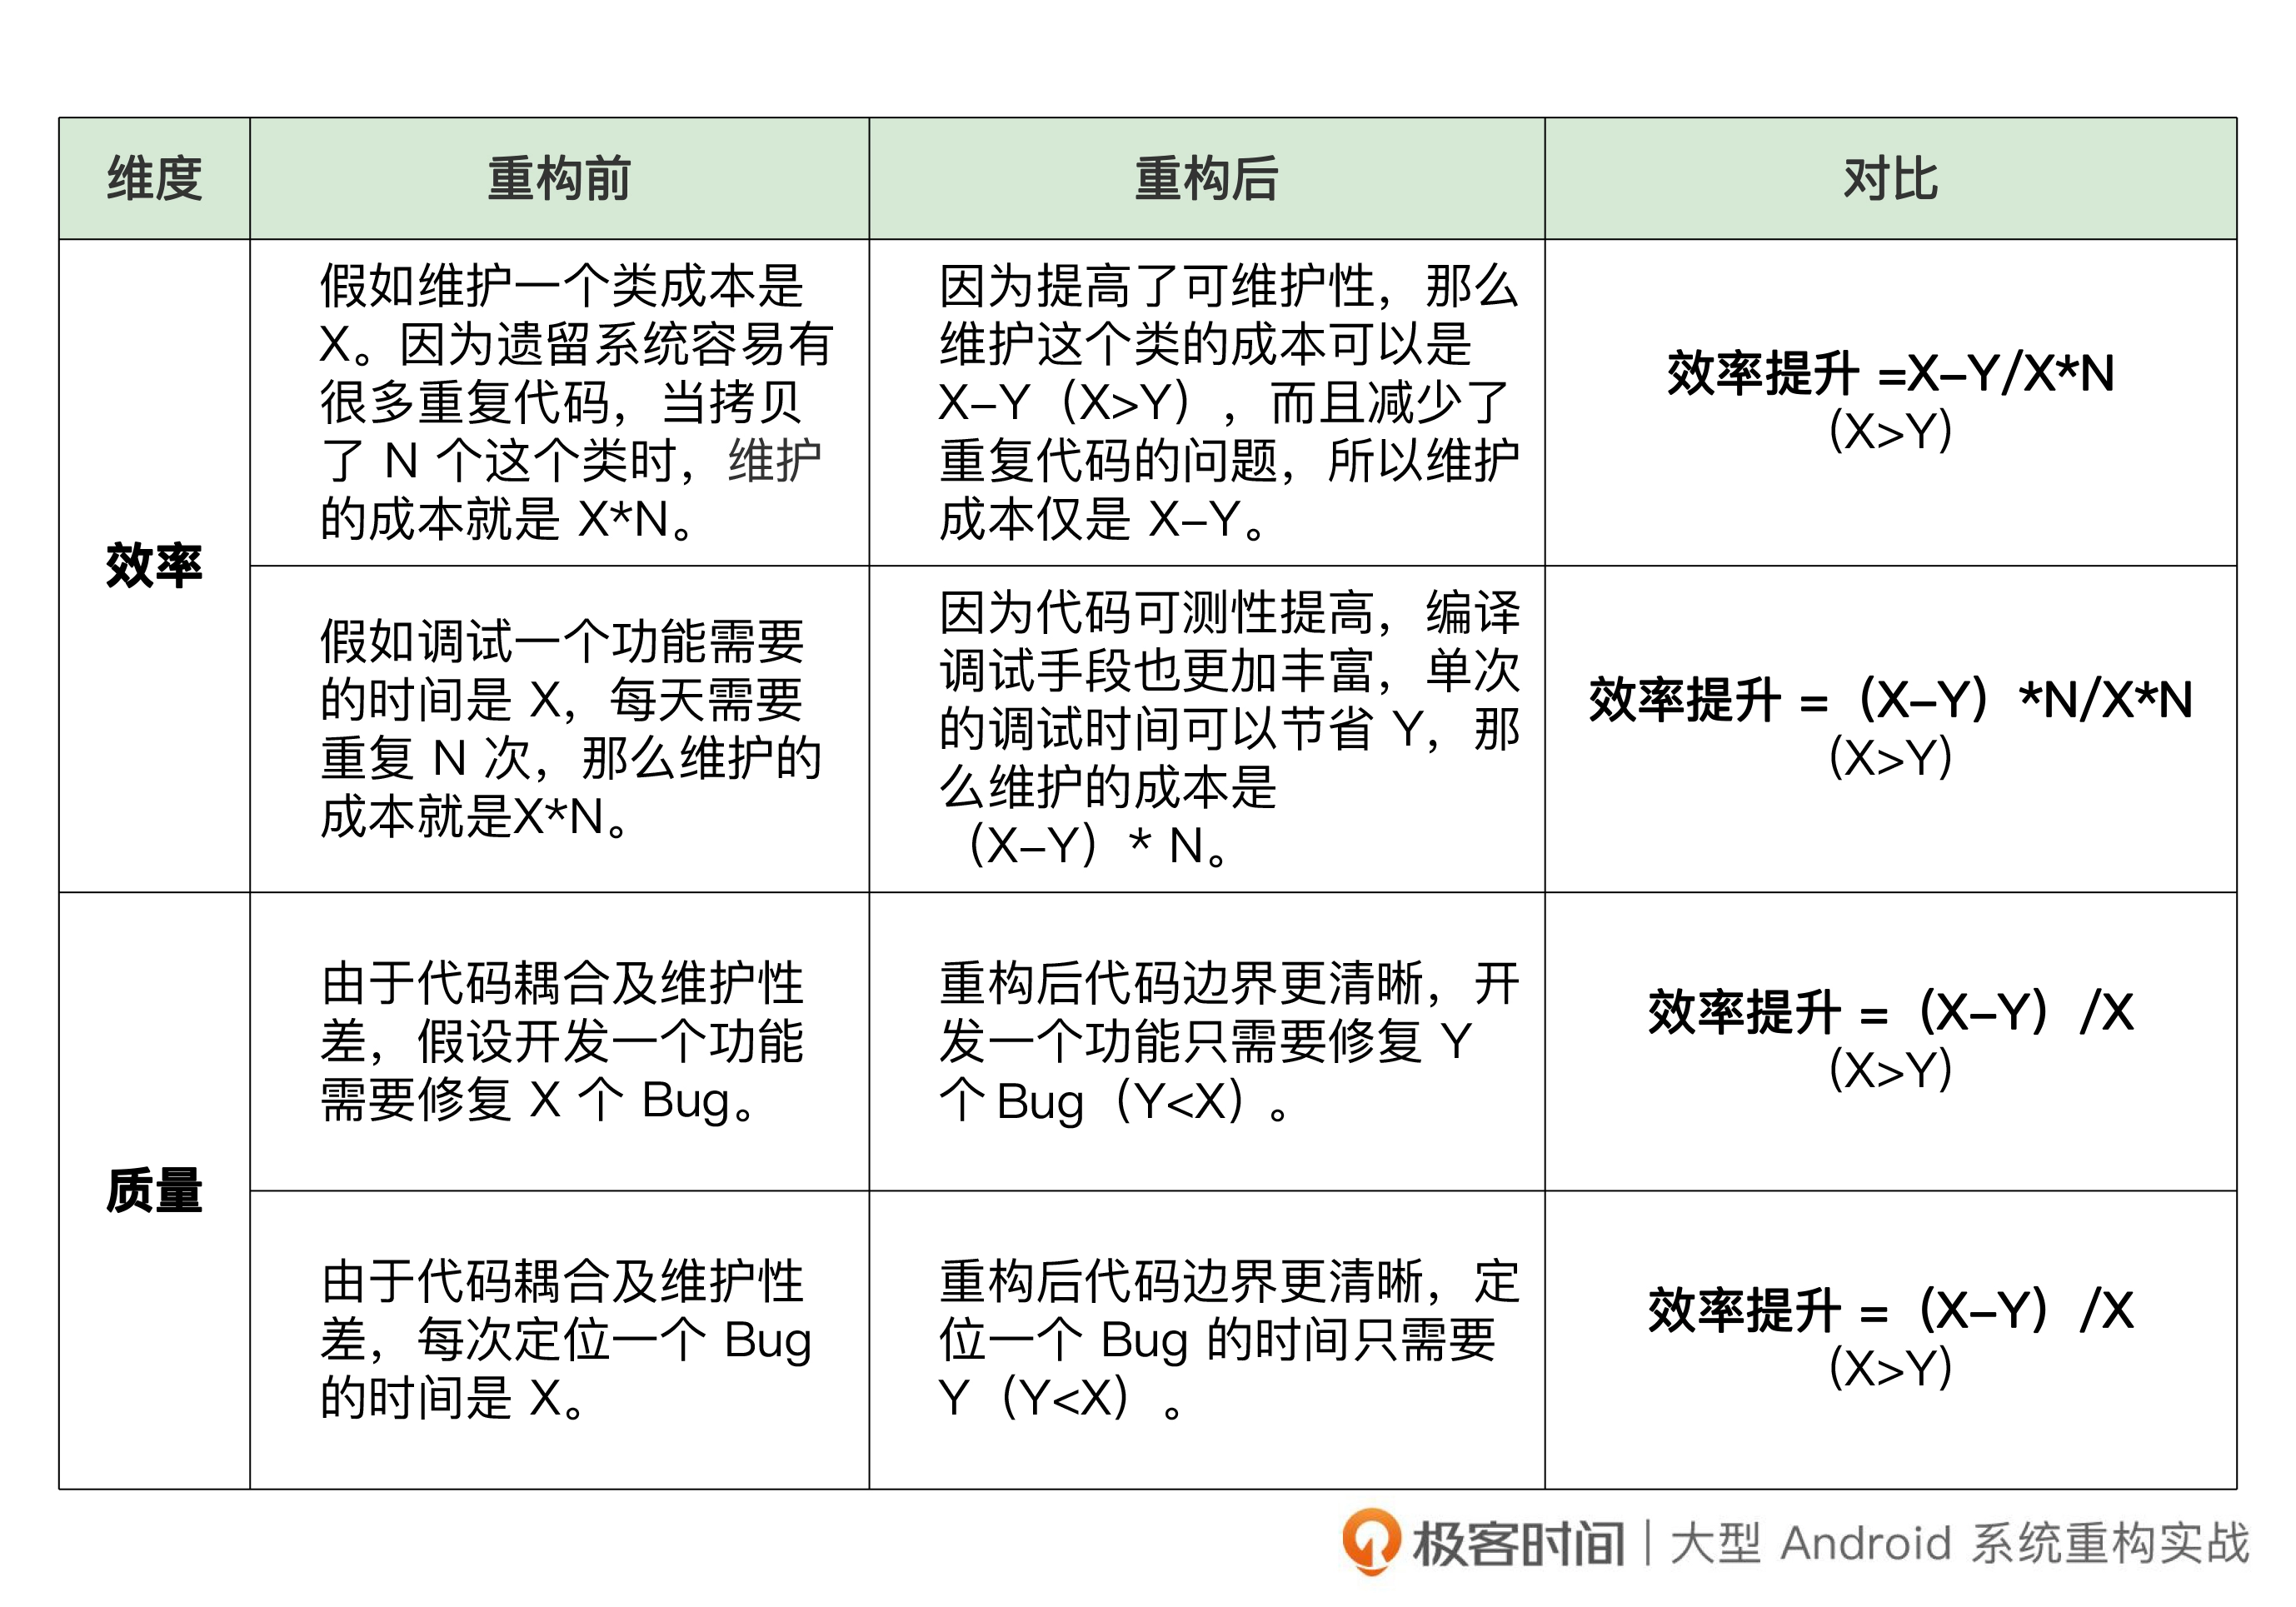 维度 重构前 重构后 对比
效率
假如维护一个类成本是
X。因为遗留系统容易有
很多重复代码，当拷贝
了 N 个这个类时，维护
的成本就是 X*N。
因为提高了可维护性，那么
维护这个类的成本可以是
X–Y（X>Y），而且减少了
重复代码的问题，所以维护
成本仅是 X–Y。
效率提升 =X–Y/X*N
（X>Y）
假如调试一个功能需要
的时间是 X，每天需要
重复 N 次，那么维护的
成本就是X*N。
因为代码可测性提高，编译
调试手段也更加丰富，单次
的调试时间可以节省 Y，那
么维护的成本是
（X–Y）* N。
效率提升 =（X–Y）*N/X*N
（X>Y）
质量
由于代码耦合及维护性
差，假设开发一个功能
需要修复 X 个 Bug。
重构后代码边界更清晰，开
发一个功能只需要修复 Y
个 Bug（Y<X）。
效率提升 =（X–Y）/X
（X>Y）
由于代码耦合及维护性
差，每次定位一个 Bug
的时间是 X。
重构后代码边界更清晰，定
位一个 Bug 的时间只需要
Y（Y<X）。
效率提升 =（X–Y）/X
（X>Y）
极客时间 | 大型 Android 系统重构实战